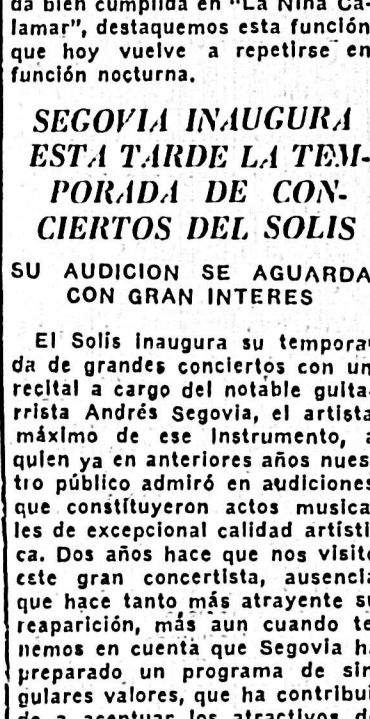 da bien cumplida en "La Niña Ca-
lamar", destaquemos esta función
que hoy vuelve a repetirse en
función nocturna.
SEGOVIA INAUGURA
ESTA TARDE LA TEM-
PORADA DE CON-
CIERTOS DEL SOLIS
SU AUDICION SE AGUARDA
CON GRAN INTERES
El Solís inaugura su tempora-
da de grandes conciertos con un
recital a cargo del notable guita-
rrista Andrés Segovia, el artista
máximo de ese Instrumento, a
quien ya en anteriores años nues
tro público admiró en audiciones
que constituyeron actos musica
les de excepcional calidad artísti
ca. Dos años hace que nos visitó
este gran concertista, ausencia
que hace tanto más atrayente su
reaparición, más aun cuando te
nemos en cuenta que Segovia h
preparado un programa de sin
gulares valores, que ha contribui
do a acentuar los atractivos de